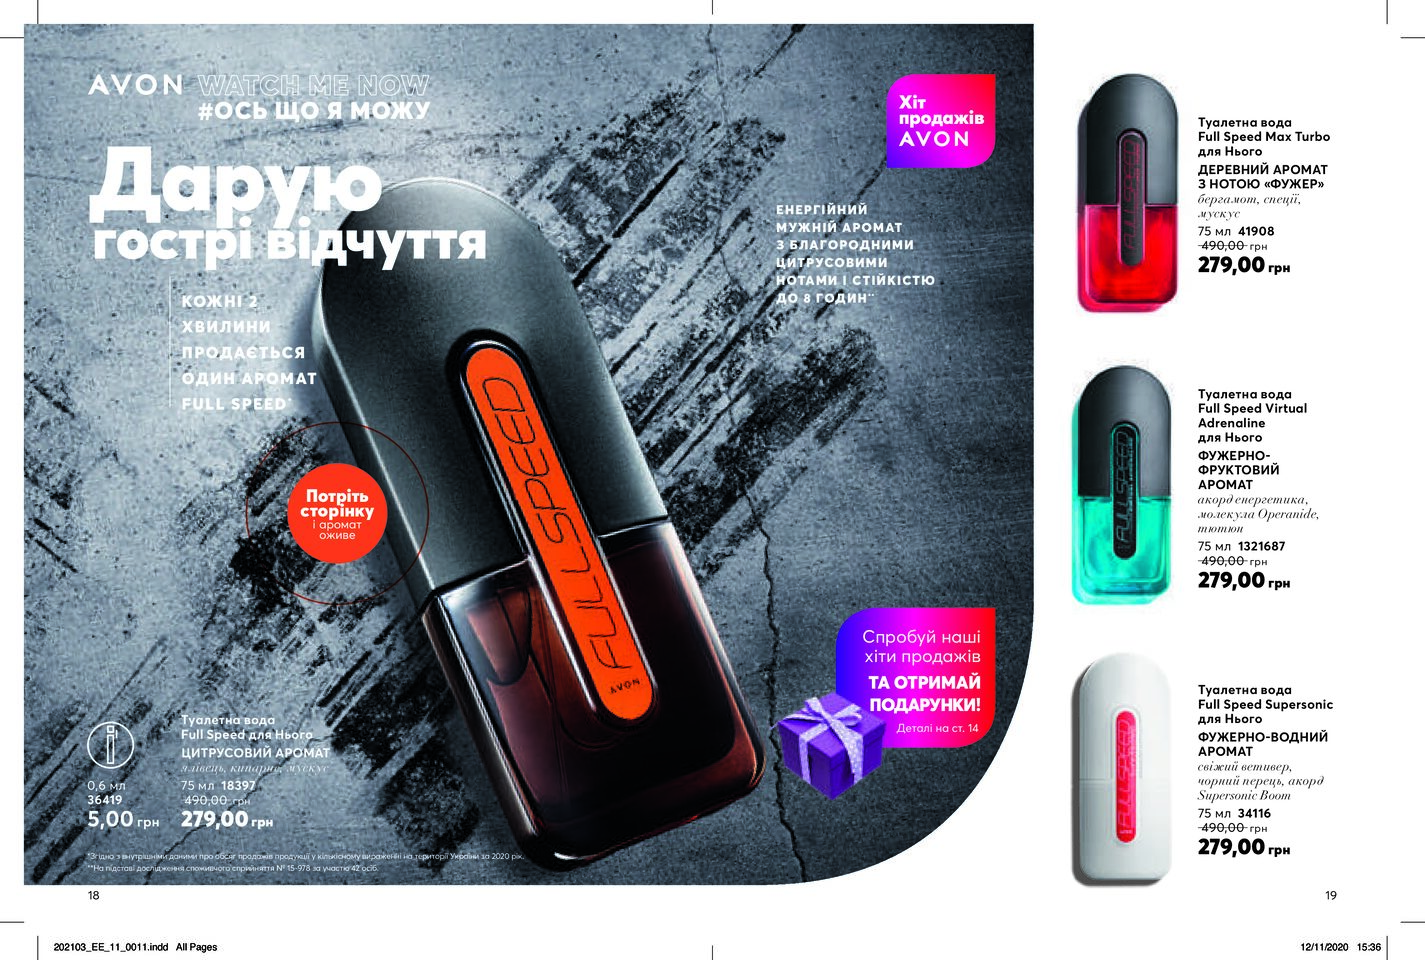 AVON WATCH ME NOW
#ОСЬ ЩО Я МОЖУ
Дарую
гострі відчуття
КОЖНІ 2
ХВИЛИНИ
ПРОДАЄТЬСЯ
ОДИН АРОМАТ
FULL SPEED*
Хіт
продажів
AVON
ЕНЕРГІЙНИЙ
МУЖНІЙ АРОМАТ
З БЛАГОРОДНИМИ
ЦИТРУСОВИМИ
НОТАМИ І СТІЙКІСТЮ
ДО 8 ГОДИН**
Потріть
сторінку
і аромат
оживе
FULL SPEED
AVON
Спробуй наші
хіти продажів
ТА ОТРИМАЙ
ПОДАРУНКИ!
Деталі на ст. 14
0,6 мл
36419
5,00 грн
Туалетна вода
Full Speed для Нього
ЦИТРУСОВИЙ АРОМАТ
ялівець, кипарис, мускус
75 мл 18397
490,00 грн
279,00 грн
*Згідно з внутрішніми даними про обсяг продажів продукції у кількісному вираженні на території України за 2020 рік.
**На підставі дослідження споживчого сприйняття № 15-978 за участю 42 осіб.
18
FULL SPEED
Туалетна вода
Full Speed Max Turbo
для Нього
ДЕРЕВНИЙ АРОМАТ
З НОТОЮ «ФУЖЕР»
бергамот, спеції,
мускус
75 мл 41908
490,00 грн
279,00 грн
FULL SPEED
Туалетна вода
Full Speed Virtual
Adrenaline
для Нього
ФУЖЕРНО-
ФРУКТОВИЙ
АРОМАТ
акорд енергетика,
молекула Operanide,
тютюн
75 мл 1321687
490,00 грн
279,00 грн
FULL SPEED
Туалетна вода
Full Speed Supersonic
для Нього
ФУЖЕРНО-ВОДНИЙ
АРОМАТ
свіжий ветивер,
чорний перець, акорд
Supersonic Boom
75 мл 34116
490,00 грн
279,00 грн
19
202103_EE_11_0011.indd All Pages
12/11/2020 15:36